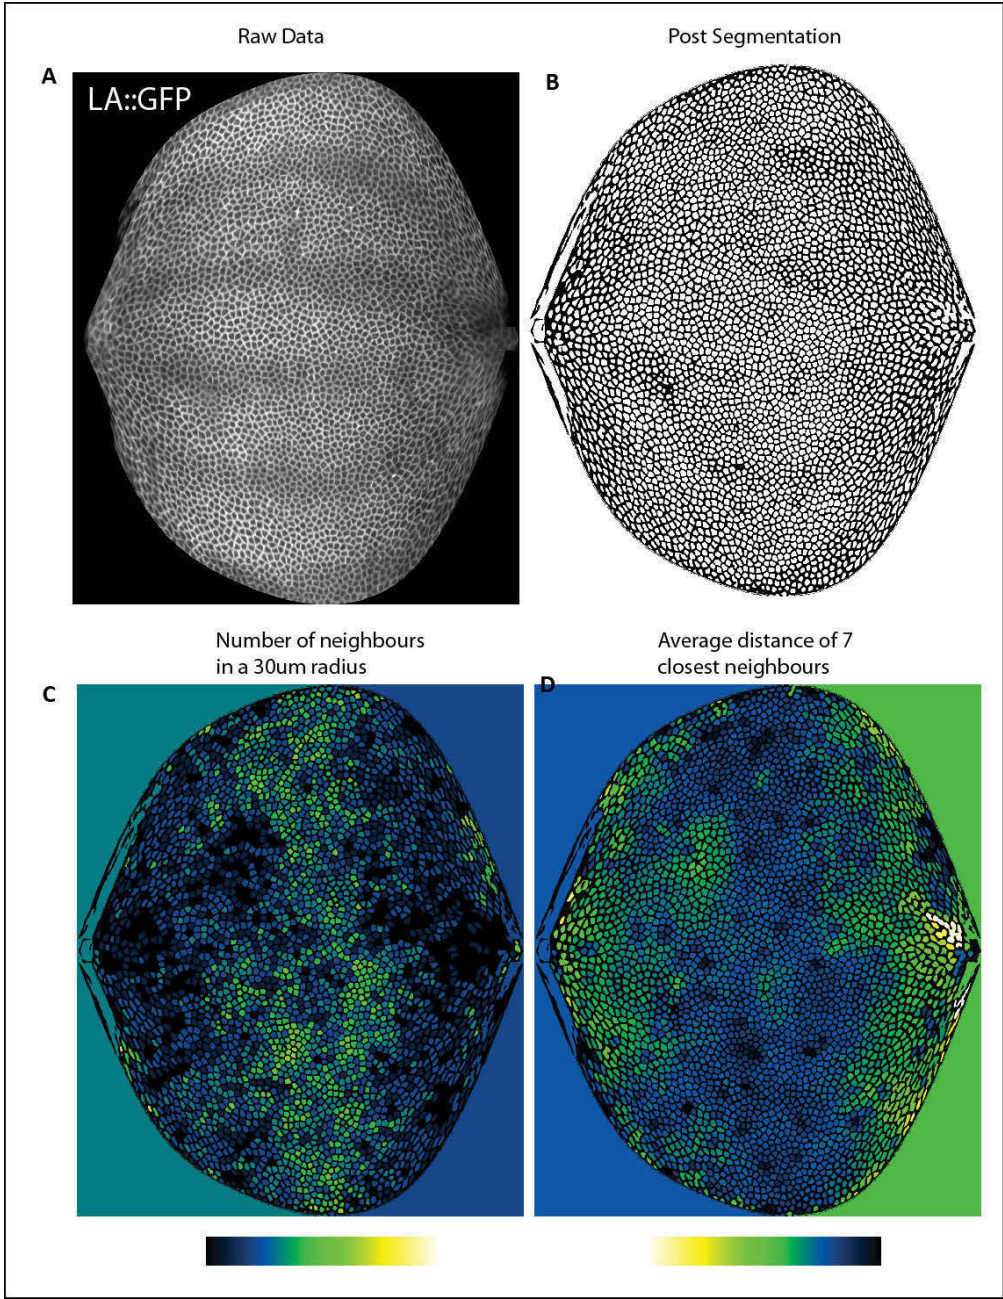 Raw Data
Post Segmentation
A
B
LA::GFP
Number of neighbours
in a 30um radius
Average distance of 7
closest neighbours
C
D